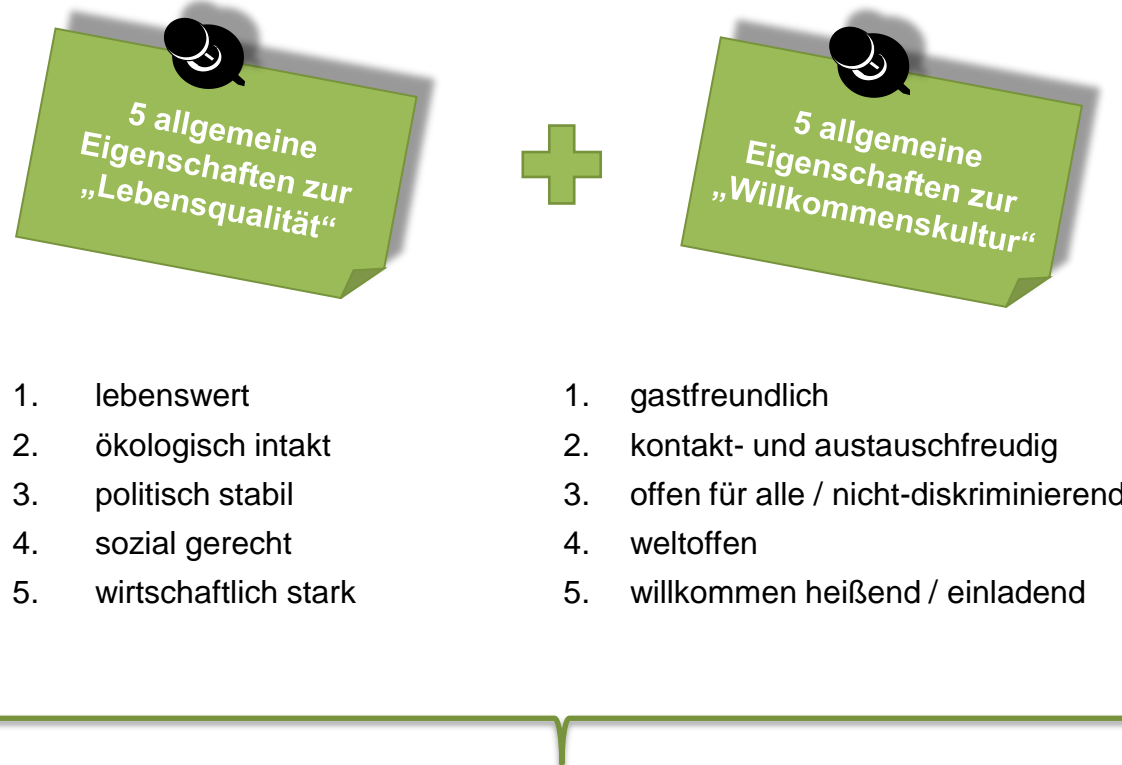 5 allgemeine
Eigenschaften zur
„Lebensqualität“
5 allgemeine
Eigenschaften zur
„Willkommenskultur“
1. lebenswert
2. ökologisch intakt
3. politisch stabil
4. sozial gerecht
5. wirtschaftlich stark
1. gastfreundlich
2. kontakt- und austauschfreudig
3. offen für alle / nicht-diskriminierend
4. weltoffen
5. willkommen heißend / einladend